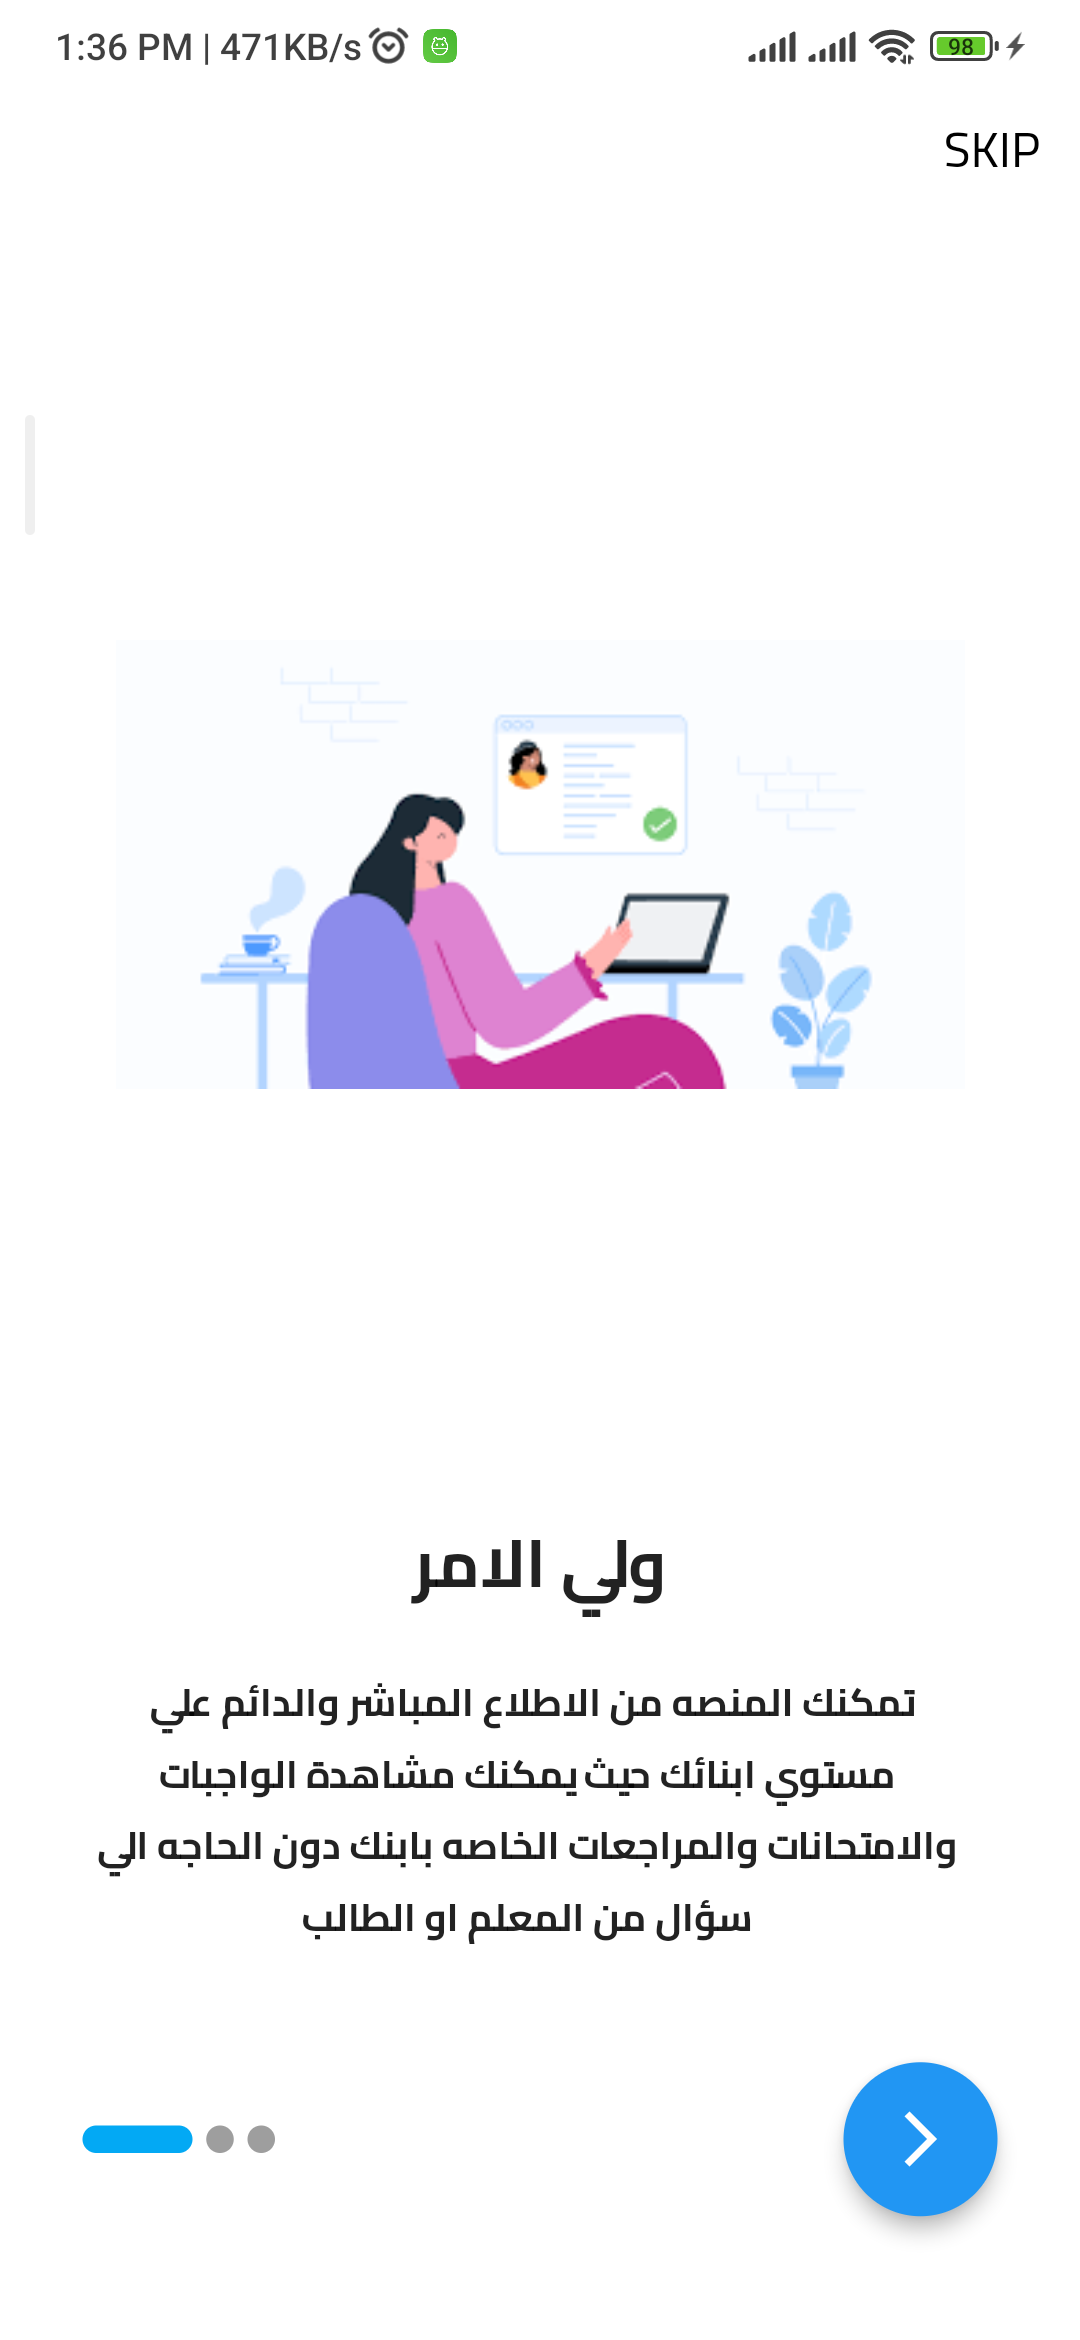 1:36 PM | 471KB/s
98
SKIP
ولي الامر
تمكنك المنصه من الاطلاع المباشر والدائم علي
مستوي ابنائك حيث يمكنك مشاهدة الواجبات
والامتحانات والمراجعات الخاصه بابنك دون الحاجه الي
سؤال من المعلم او الطالب